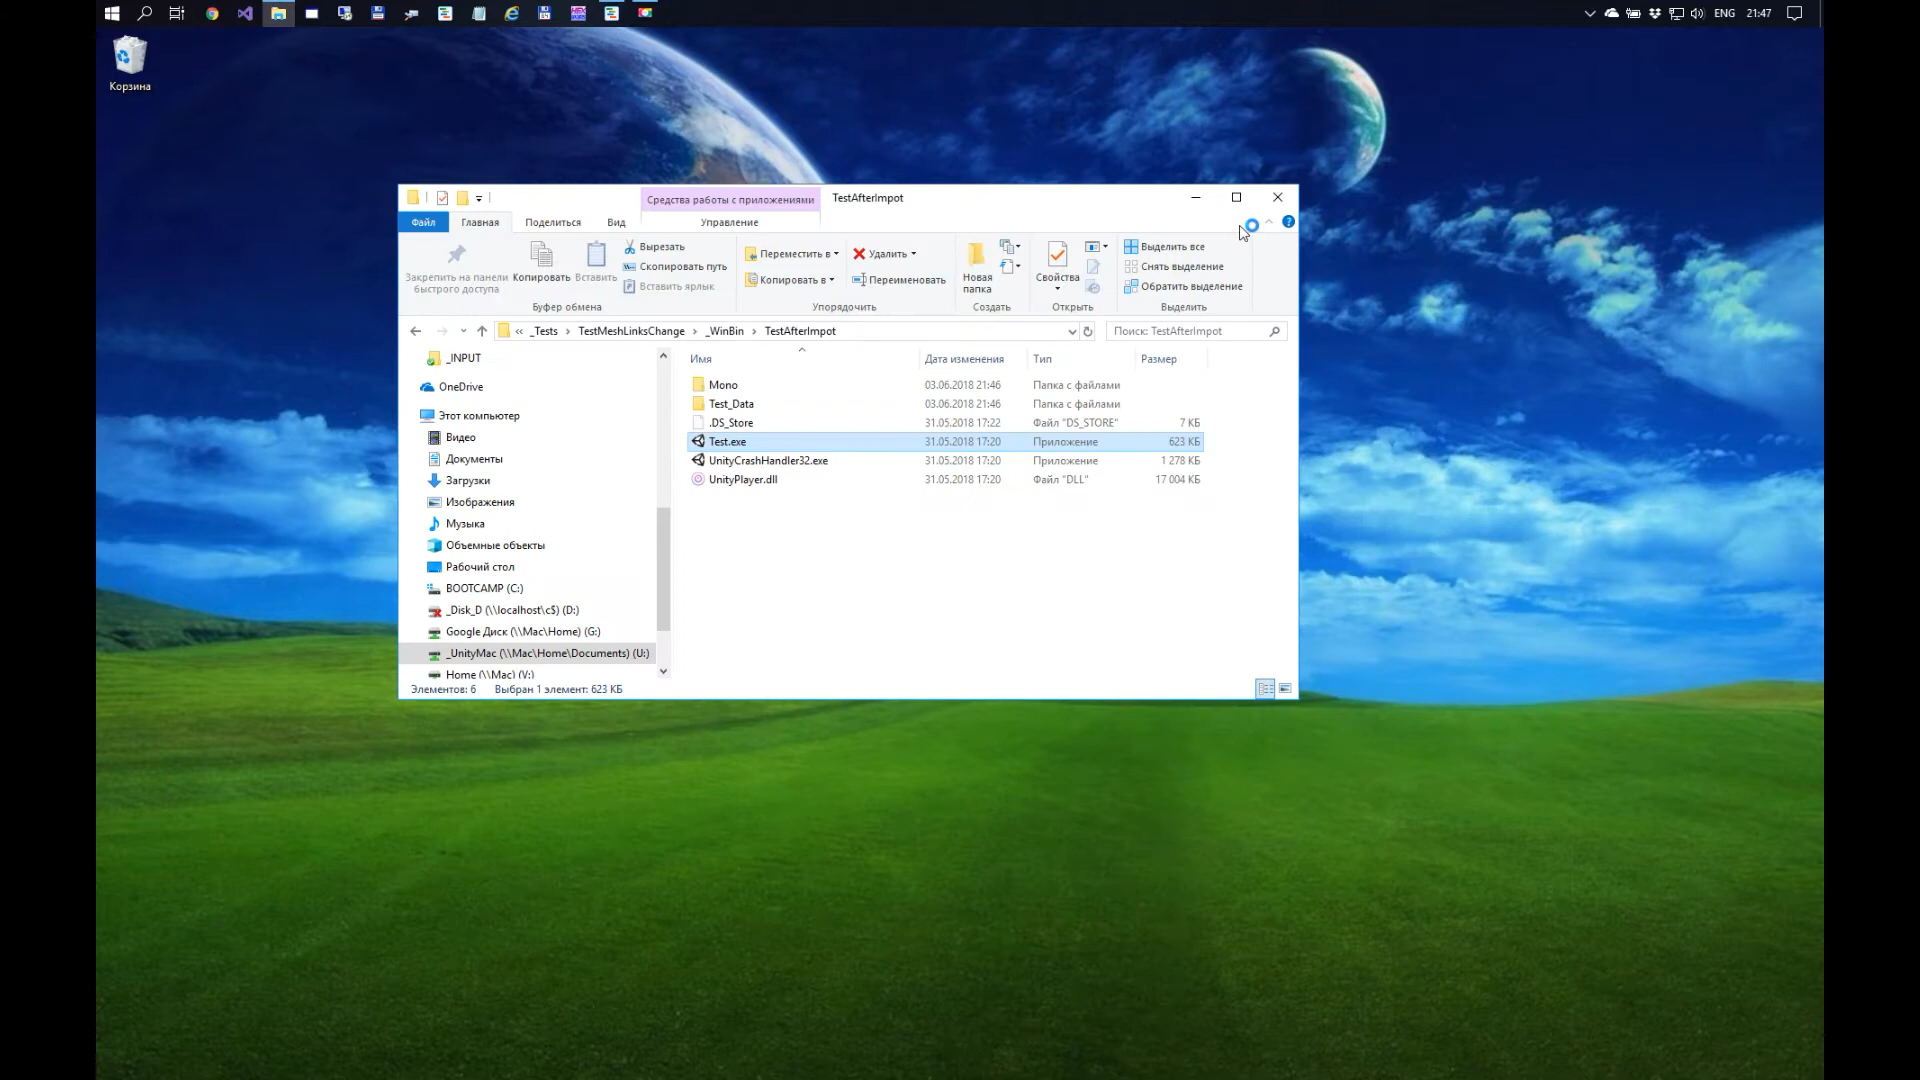 ENG 21:47
Корзина
Средства работы с приложениями TestAfterImpot
Файл Главная Поделиться Вид Управление
Закрепить на панели быстрого доступа
Копировать
Вставить
Вырезать
Скопировать путь
Вставить ярлык
Буфер обмена
Переместить в
Копировать в
Удалить
Переименовать
Упорядочить
Новая папка
Создать
Свойства
Открыть
Выделить все
Снять выделение
Обратить выделение
Выделить
« _Tests › TestMeshLinksChange › _WinBin › TestAfterImpot
Поиск: TestAfterImpot
_INPUT
OneDrive
Этот компьютер
Видео
Документы
Загрузки
Изображения
Музыка
Объемные объекты
Рабочий стол
BOOTCAMP (C:)
_Disk_D (\\localhost\c$) (D:)
Google Диск (\\Mac\Home) (G:)
_UnityMac (\\Mac\Home\Documents) (U:)
Home (\\Mac) (V:)
Имя Дата изменения Тип Размер
Mono 03.06.2018 21:46 Папка с файлами
Test_Data 03.06.2018 21:46 Папка с файлами
.DS_Store 31.05.2018 17:22 Файл "DS_STORE" 7 КБ
Test.exe 31.05.2018 17:20 Приложение 623 КБ
UnityCrashHandler32.exe 31.05.2018 17:20 Приложение 1 278 КБ
UnityPlayer.dll 31.05.2018 17:20 Файл "DLL" 17 004 КБ
Элементов: 6 Выбран 1 элемент: 623 КБ